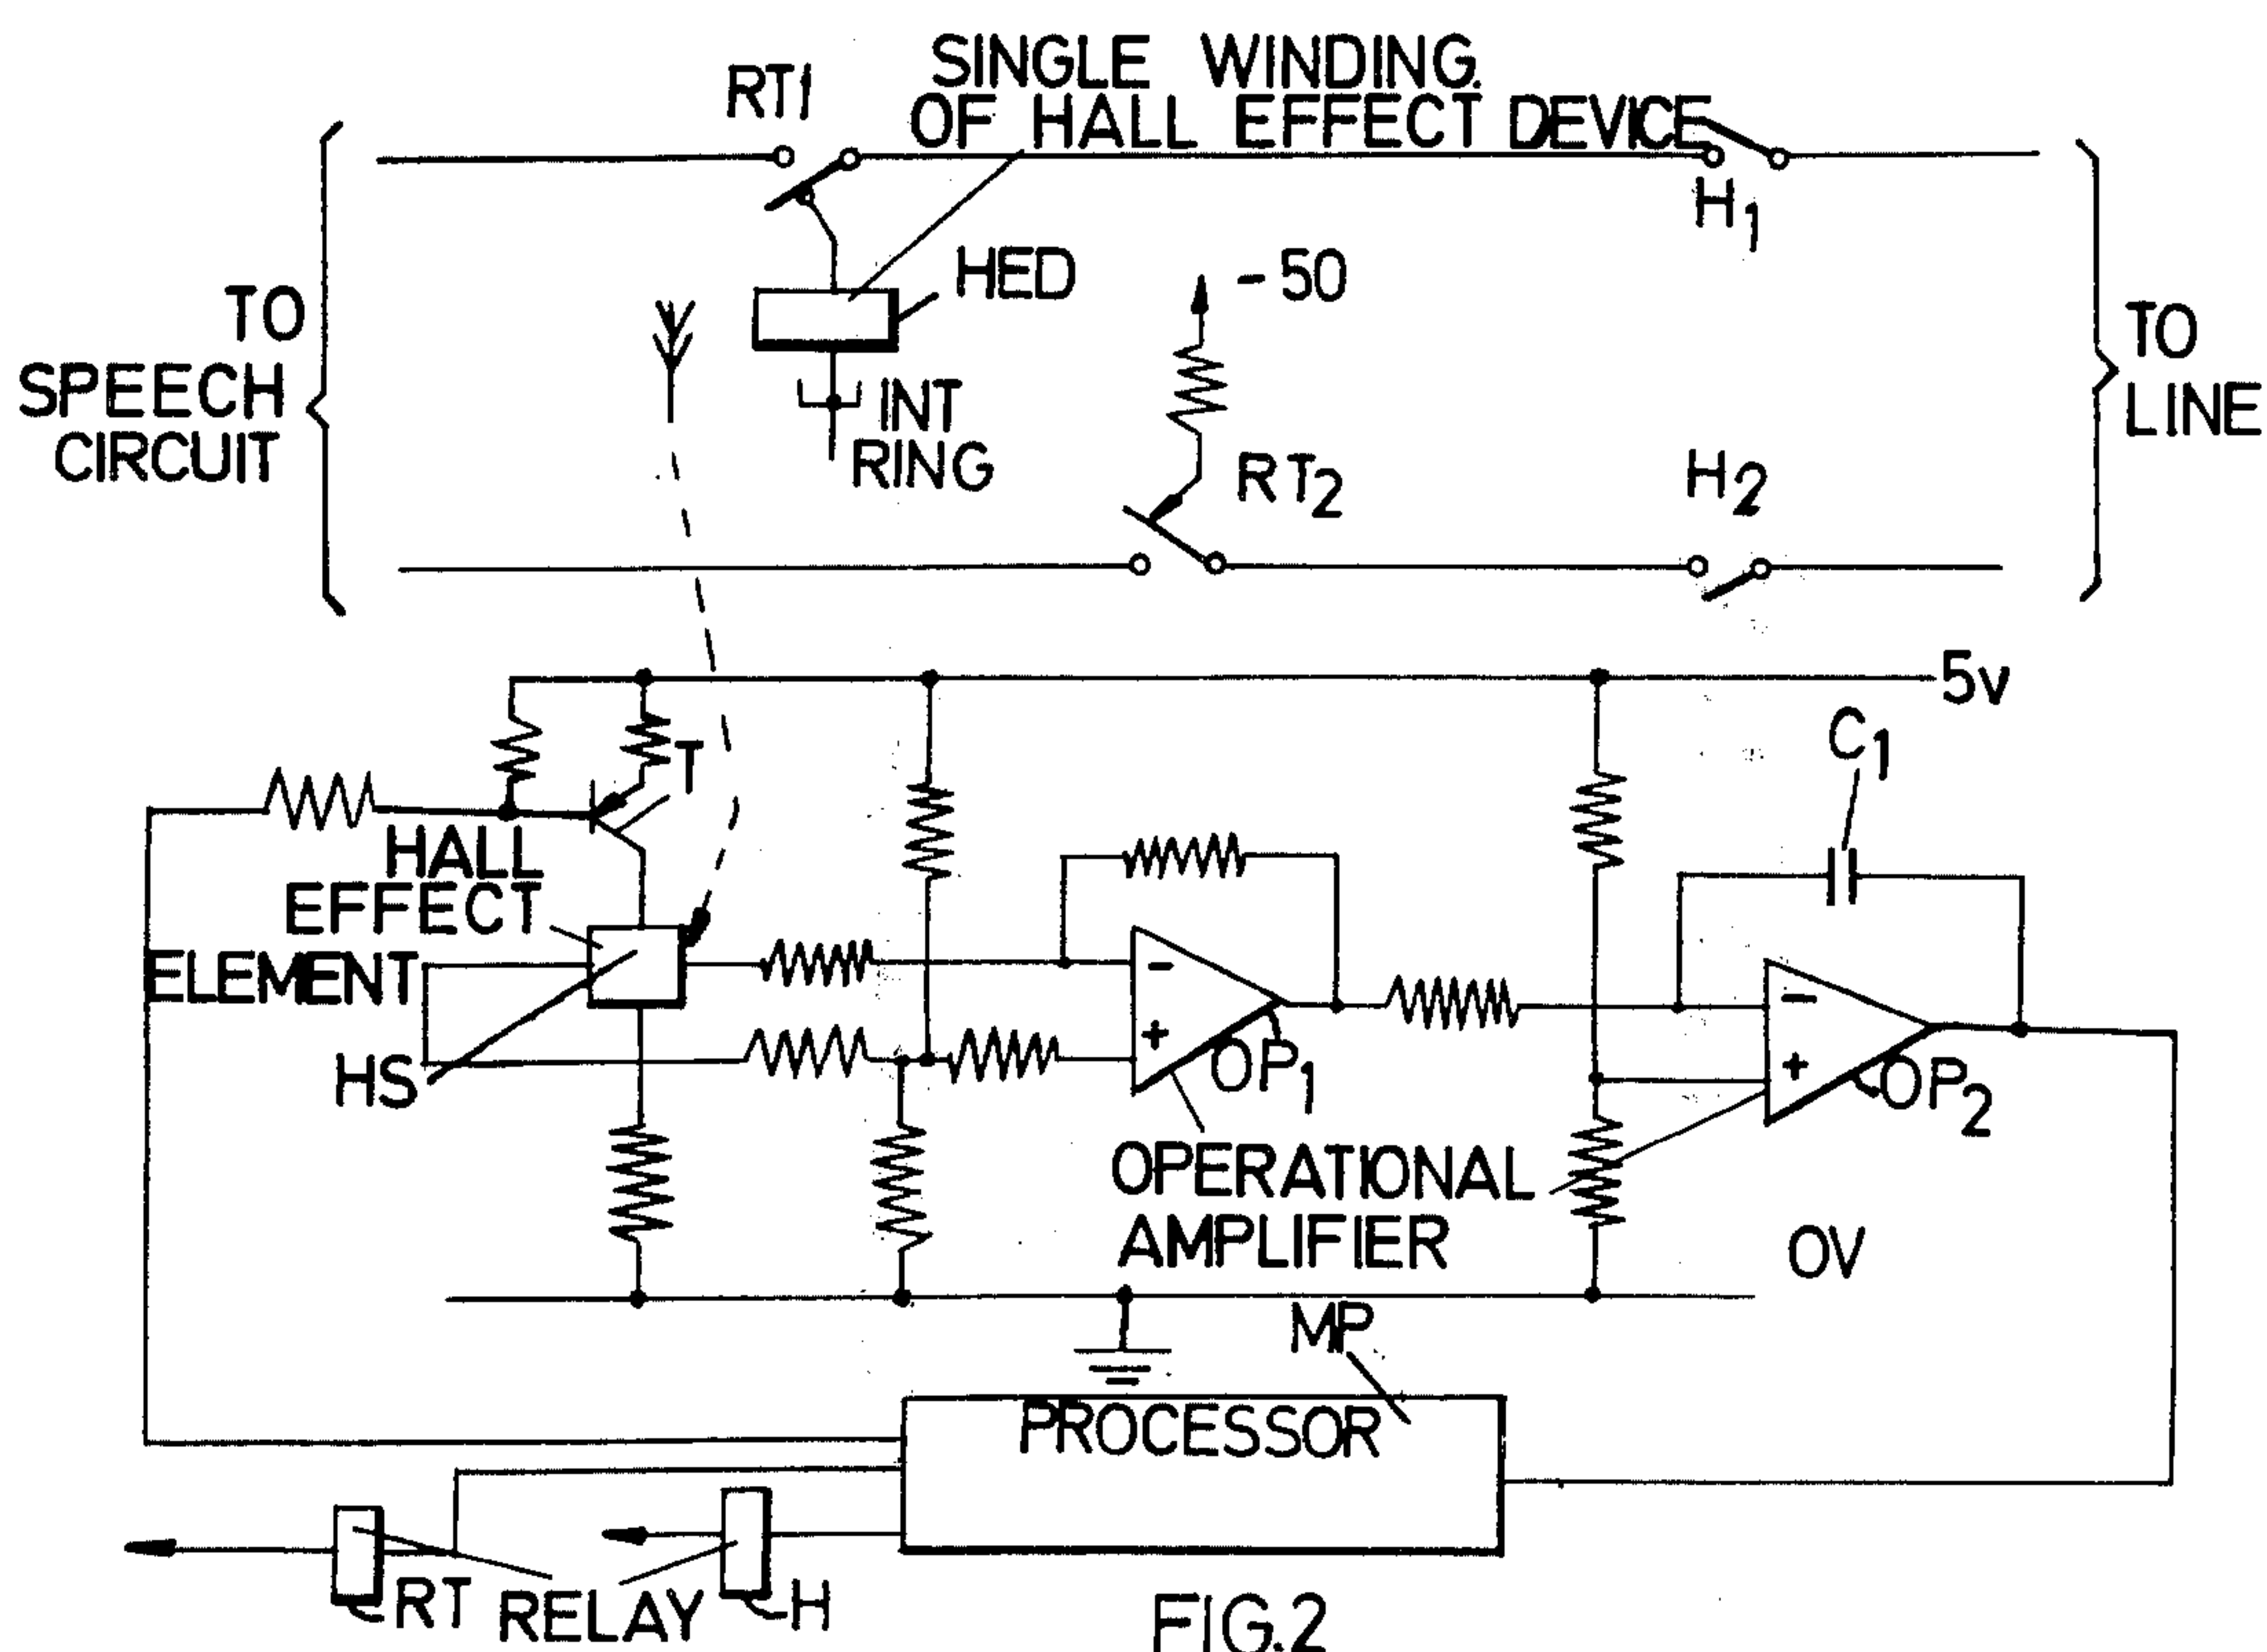 SINGLE WINDING.
OF HALL EFFECT DEVICE
RT1
H1
HED
-50
TO
SPEECH
CIRCUIT
INT
RING
RT2
H2
TO
LINE
5v
C1
T
HALL
EFFECT
ELEMENT
HS
-
+
OP1
-
+
OP2
OPERATIONAL
AMPLIFIER
0V
MP
PROCESSOR
RT
RELAY
H
FIG.2